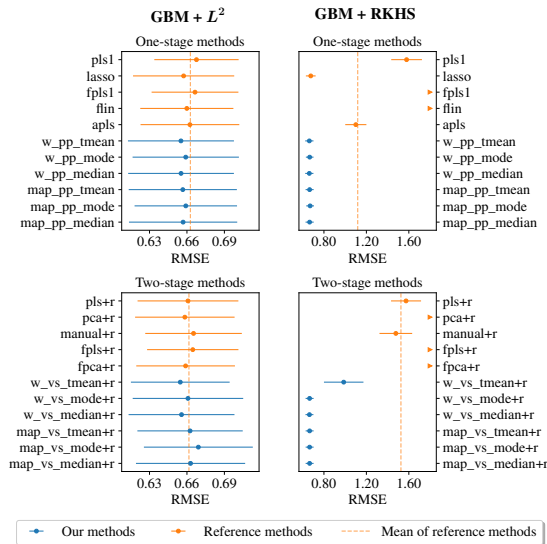 GBM + L²
GBM + RKHS
One-stage methods
One-stage methods
pls1
lasso
fpls1
flin
apls
w_pp_tmean
w_pp_mode
w_pp_median
map_pp_tmean
map_pp_mode
map_pp_median
pls1
lasso
fpls1
flin
apls
w_pp_tmean
w_pp_mode
w_pp_median
map_pp_tmean
map_pp_mode
map_pp_median
0.63 0.66 0.69
0.80 1.20 1.60
RMSE
RMSE
Two-stage methods
Two-stage methods
pls+r
pca+r
manual+r
fpls+r
fpca+r
w_vs_tmean+r
w_vs_mode+r
w_vs_median+r
map_vs_tmean+r
map_vs_mode+r
map_vs_median+r
pls+r
pca+r
manual+r
fpls+r
fpca+r
w_vs_tmean+r
w_vs_mode+r
w_vs_median+r
map_vs_tmean+r
map_vs_mode+r
map_vs_median+r
0.63 0.66 0.69
0.80 1.20 1.60
RMSE
RMSE
Our methods Reference methods Mean of reference methods